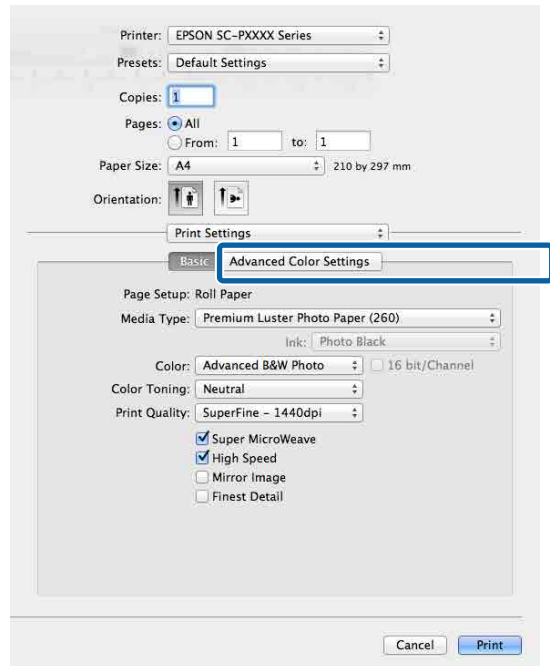 Printer: EPSON SC-PXXXX Series
Presets: Default Settings
Copies: 1
Pages: All
From: 1 to: 1
Paper Size: A4 210 by 297 mm
Orientation:
Print Settings
Basic Advanced Color Settings
Page Setup: Roll Paper
Media Type: Premium Luster Photo Paper (260)
Ink: Photo Black
Color: Advanced B&W Photo 16 bit/Channel
Color Toning: Neutral
Print Quality: SuperFine - 1440dpi
Super MicroWeave
High Speed
Mirror Image
Finest Detail
Cancel Print